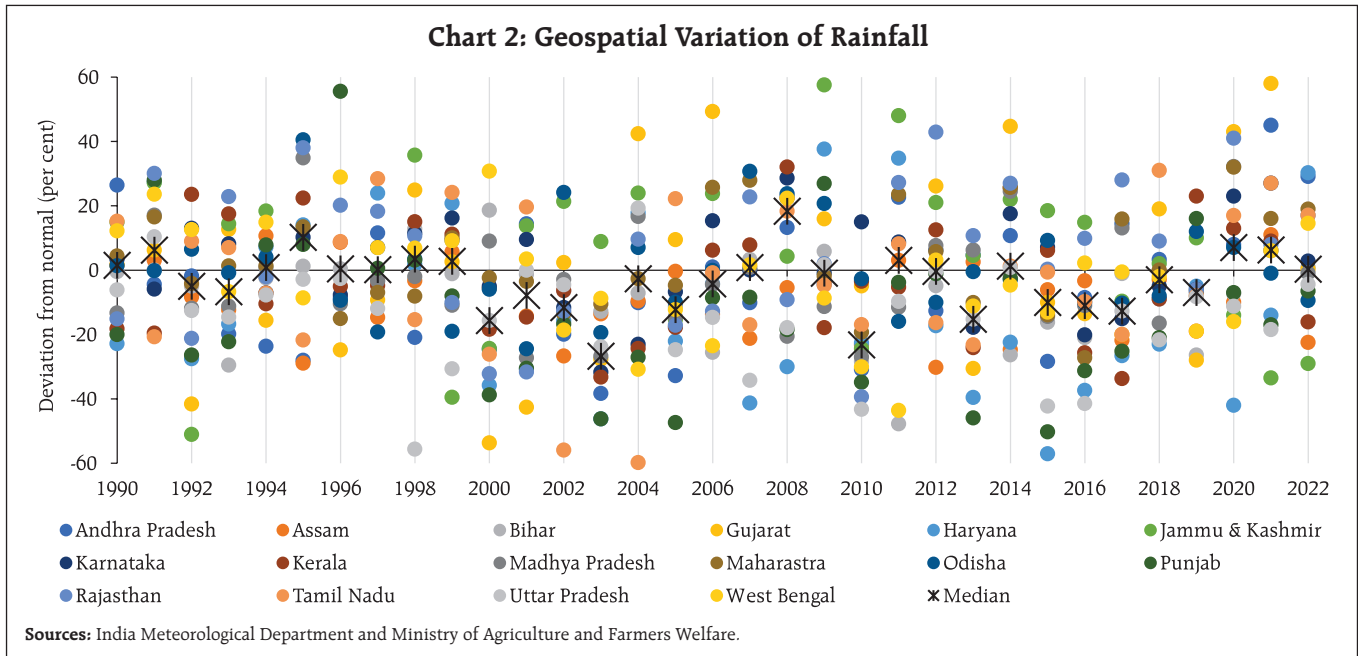 Chart 2: Geospatial Variation of Rainfall
Deviation from normal (per cent)
60
40
20
0
-20
-40
-60
1990 1992 1994 1996 1998 2000 2002 2004 2006 2008 2010 2012 2014 2016 2018 2020 2022
Andhra Pradesh Assam Bihar Gujarat Haryana Jammu & Kashmir
Karnataka Kerala Madhya Pradesh Maharastra Odisha Punjab
Rajasthan Tamil Nadu Uttar Pradesh West Bengal Median
Sources: India Meteorological Department and Ministry of Agriculture and Farmers Welfare.